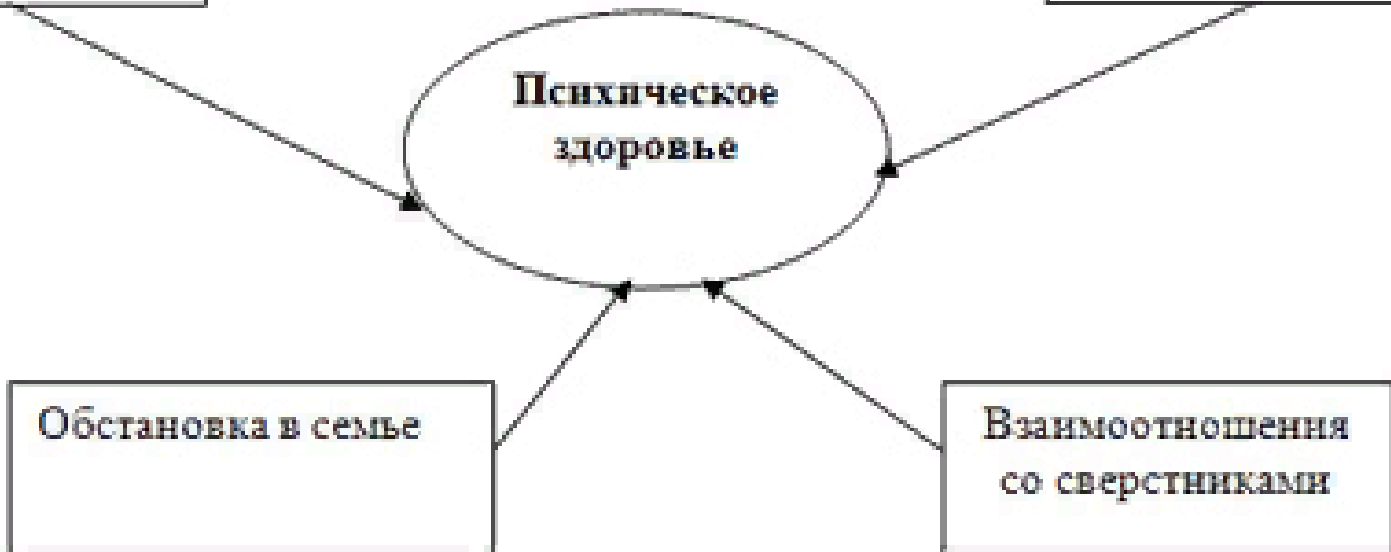 Психическое
здоровье
Обстановка в семье
Взаимоотношения
со сверстниками